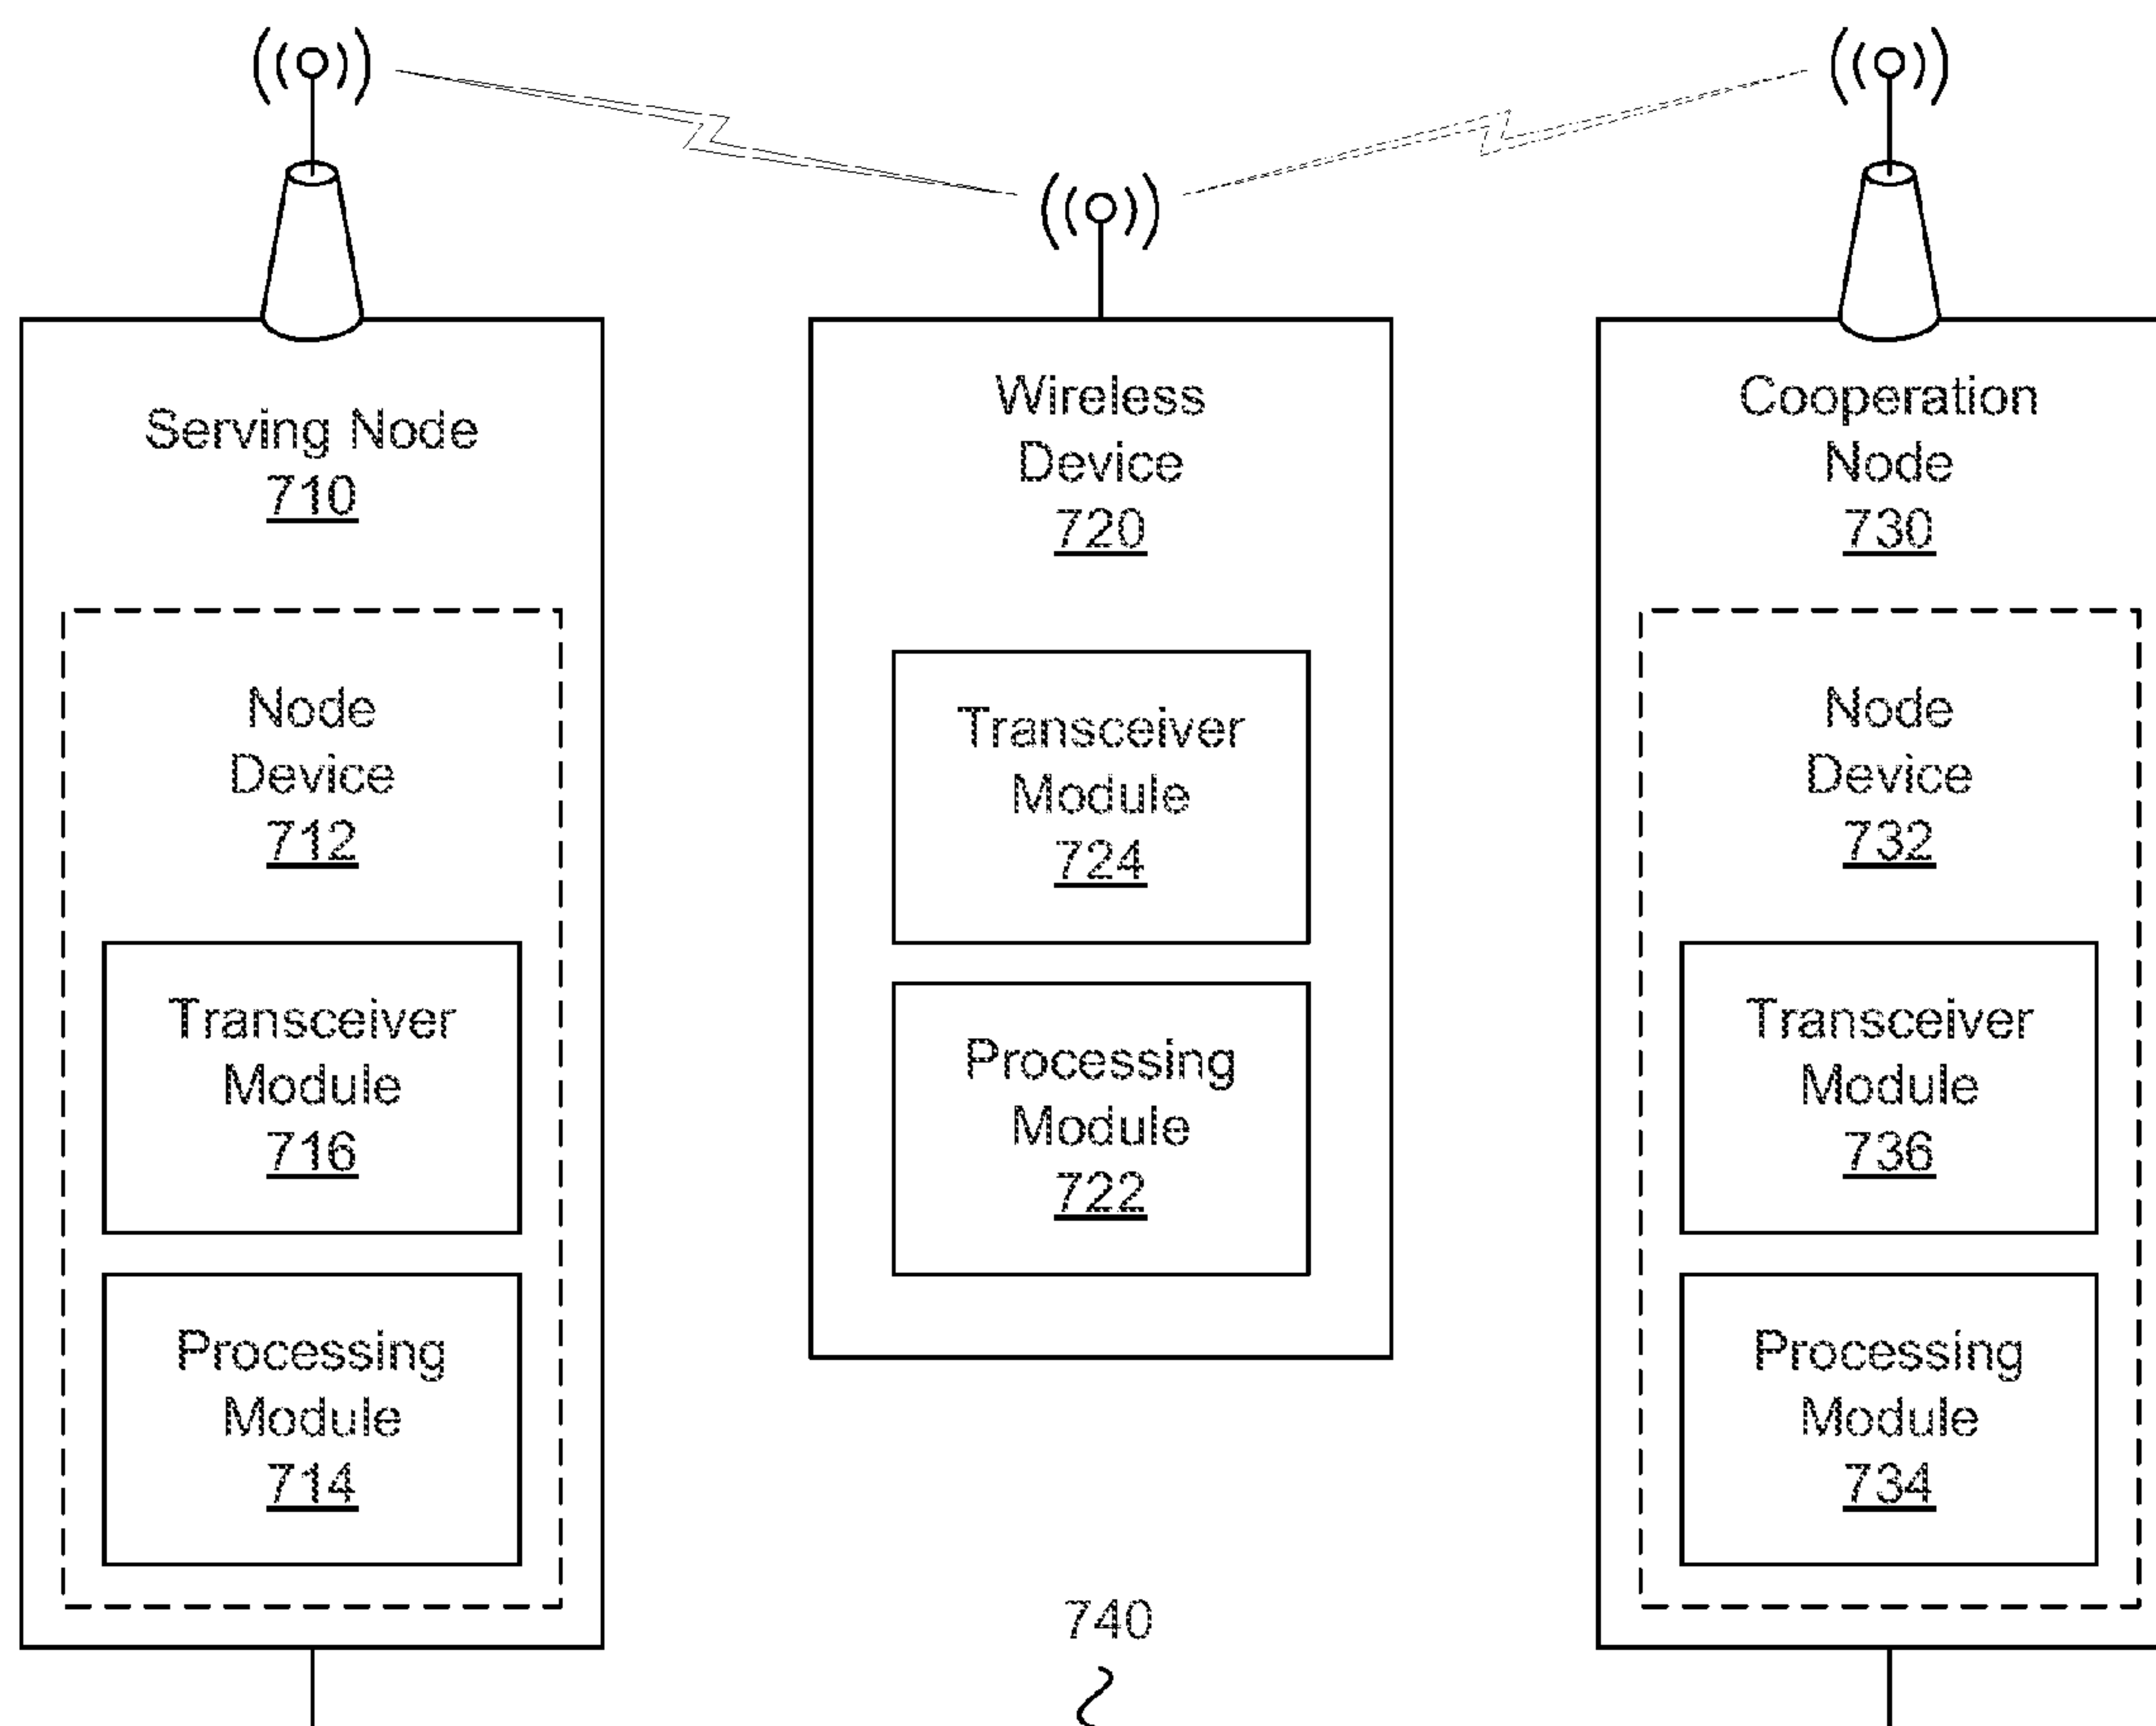 Serving Node
710
Node
Device
712
Transceiver
Module
716
Processing
Module
714
Wireless
Device
720
Transceiver
Module
724
Processing
Module
722
740
Cooperation
Node
730
Node
Device
732
Transceiver
Module
736
Processing
Module
734